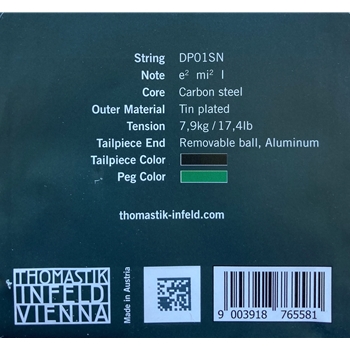 String DP01SN
Note e² mi² I
Core Carbon steel
Outer Material Tin plated
Tension 7,9kg / 17,4lb
Tailpiece End Removable ball, Aluminum
Tailpiece Color
Peg Color
thomastik-infeld.com
THOMASTIK
INFELD
VIENNA
Made in Austria
9 003918 765581